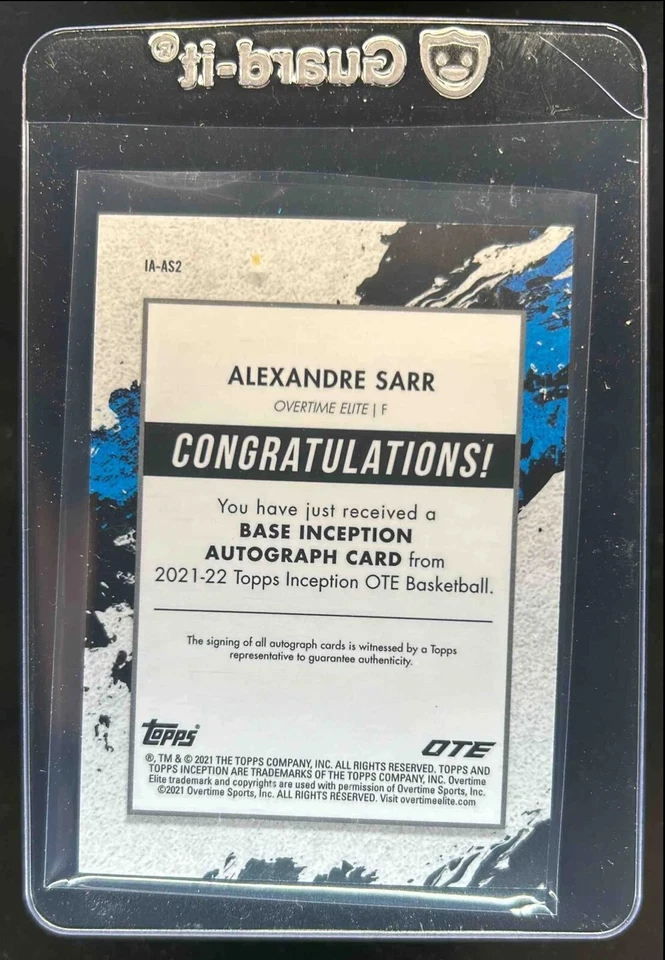 Guard-it®
IA-AS2
ALEXANDRE SARR
OVERTIME ELITE | F
CONGRATULATIONS!
You have just received a
BASE INCEPTION
AUTOGRAPH CARD from
2021-22 Topps Inception OTE Basketball.
The signing of all autograph cards is witnessed by a Topps
representative to guarantee authenticity.
topps® OTE
®, TM & © 2021 THE TOPPS COMPANY, INC. ALL RIGHTS RESERVED. TOPPS AND
TOPPS INCEPTION ARE TRADEMARKS OF THE TOPPS COMPANY, INC. Overtime
Elite trademark and copyrights are used with permission of Overtime Sports, Inc.
©2021 Overtime Sports, Inc. ALL RIGHTS RESERVED. Visit overtimeelite.com